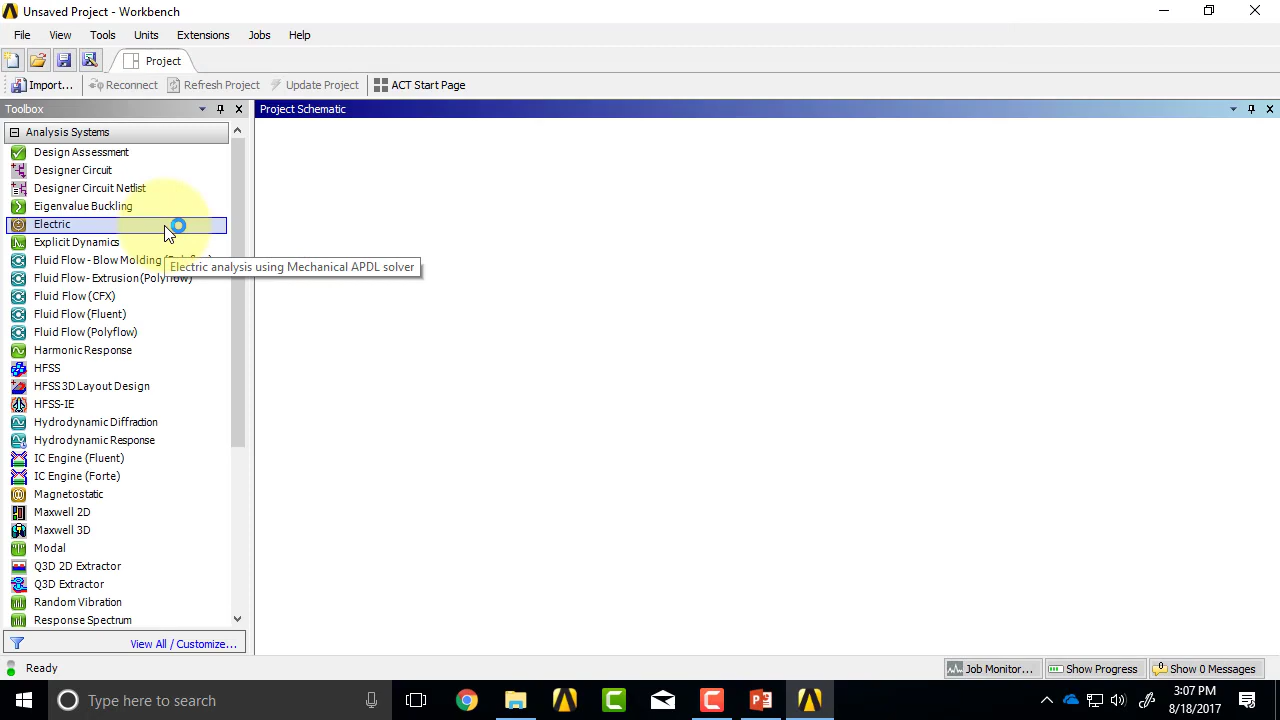 Unsaved Project - Workbench
File View Tools Units Extensions Jobs Help
Project
Import... Reconnect Refresh Project Update Project ACT Start Page
Toolbox
Project Schematic
Analysis Systems
Design Assessment
Designer Circuit
Designer Circuit Netlist
Eigenvalue Buckling
Electric
Explicit Dynamics
Fluid Flow - Blow Molding
Electric analysis using Mechanical APDL solver
Fluid Flow - Extrusion (Polyflow)
Fluid Flow (CFX)
Fluid Flow (Fluent)
Fluid Flow (Polyflow)
Harmonic Response
HFSS
HFSS 3D Layout Design
HFSS-IE
Hydrodynamic Diffraction
Hydrodynamic Response
IC Engine (Fluent)
IC Engine (Forte)
Magnetostatic
Maxwell 2D
Maxwell 3D
Modal
Q3D 2D Extractor
Q3D Extractor
Random Vibration
Response Spectrum
View All / Customize...
Ready
Job Monitor... Show Progress Show 0 Messages
Type here to search
3:07 PM
8/18/2017